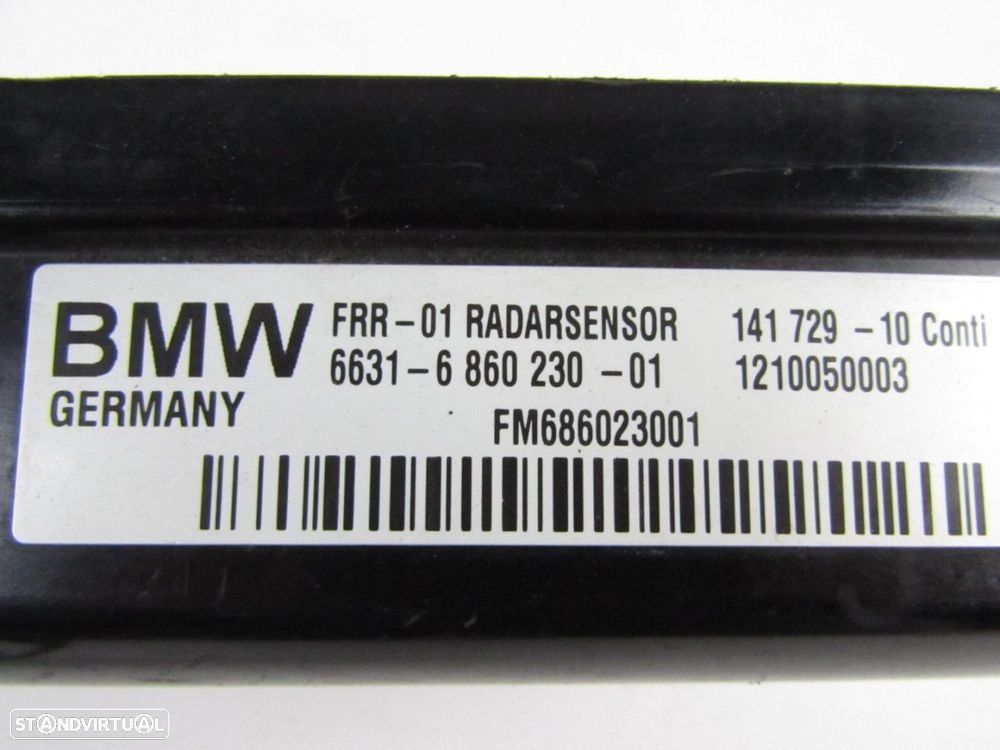 BMW
GERMANY
FRR-01 RADARSENSOR 141 729 -10 Conti
6631-6 860 230 -01 1210050003
FM686023001
STANDVIRTUAL